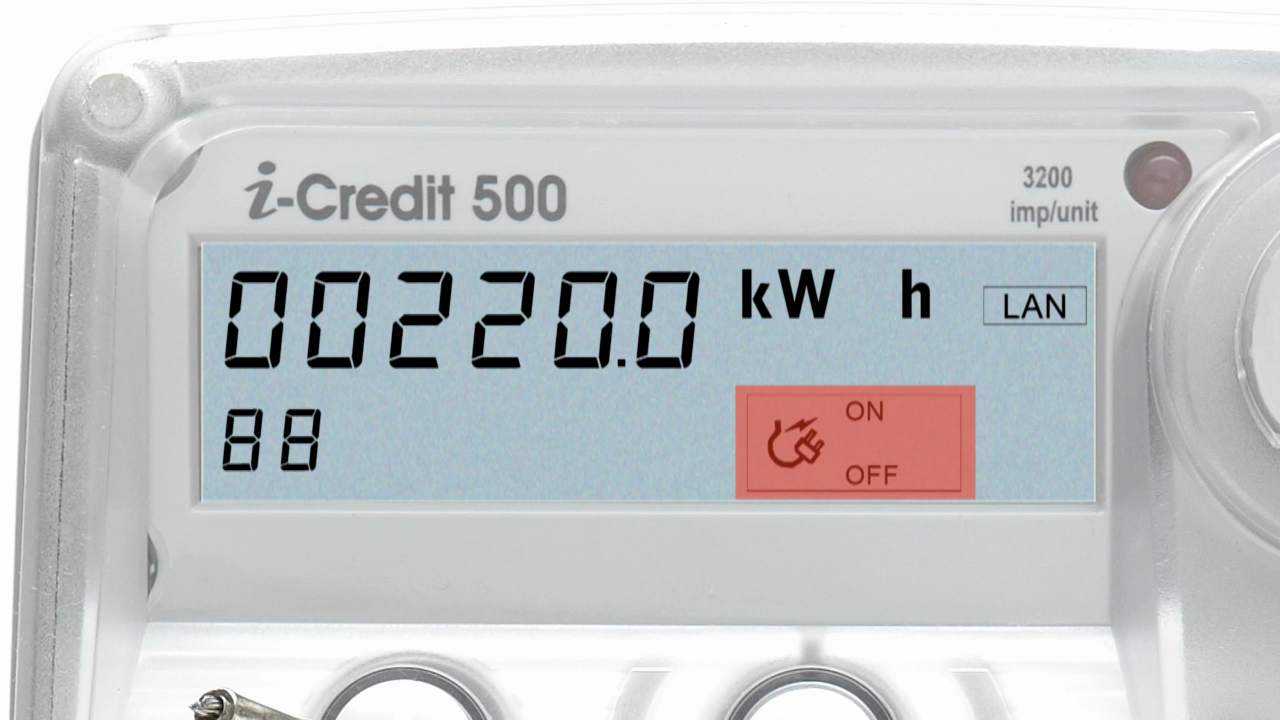 i-Credit 500
3200
imp/unit
00220.0 kW h LAN
88
ON
OFF